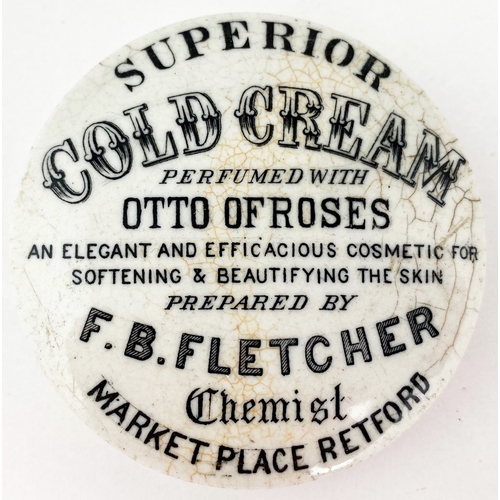 SUPERIOR
COLD CREAM
PERFUMED WITH
OTTO OF ROSES
AN ELEGANT AND EFFICACIOUS COSMETIC FOR
SOFTENING & BEAUTIFYING THE SKIN
PREPARED BY
F. B. FLETCHER
Chemist
MARKET PLACE RETFORD